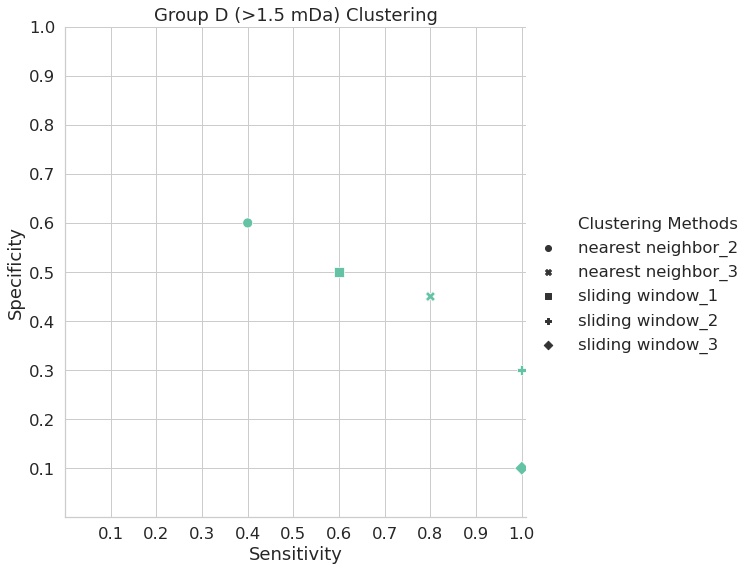 Group D (>1.5 mDa) Clustering
1.0
0.9
0.8
0.7
0.6
0.5
0.4
0.3
0.2
0.1
Specificity
0.1 0.2 0.3 0.4 0.5 0.6 0.7 0.8 0.9 1.0
Sensitivity
Clustering Methods
nearest neighbor_2
nearest neighbor_3
sliding window_1
sliding window_2
sliding window_3